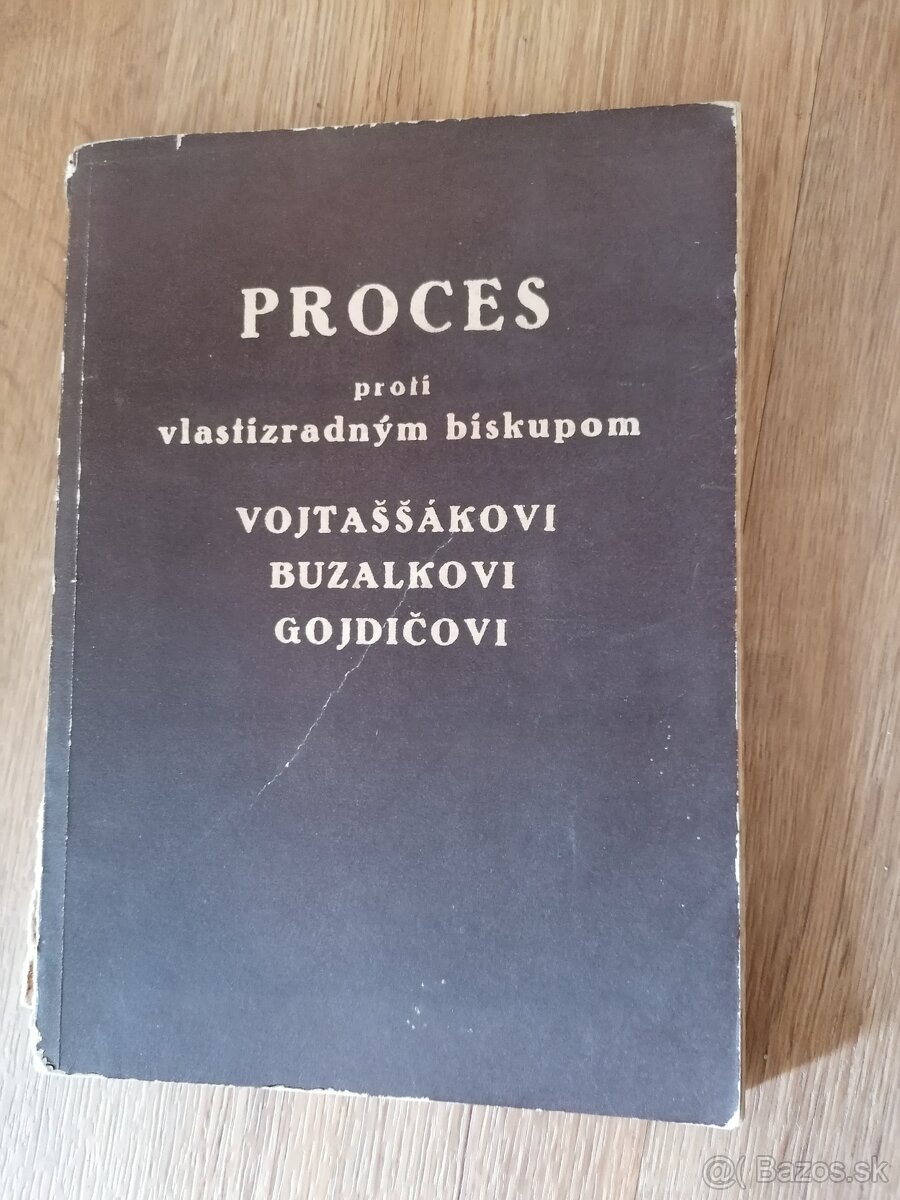 PROCES
proti
vlastizradným biskupom
VOJTAŠŠÁKOVI
BUZALKOVI
GOJDIČOVI
@( Bazos.sk